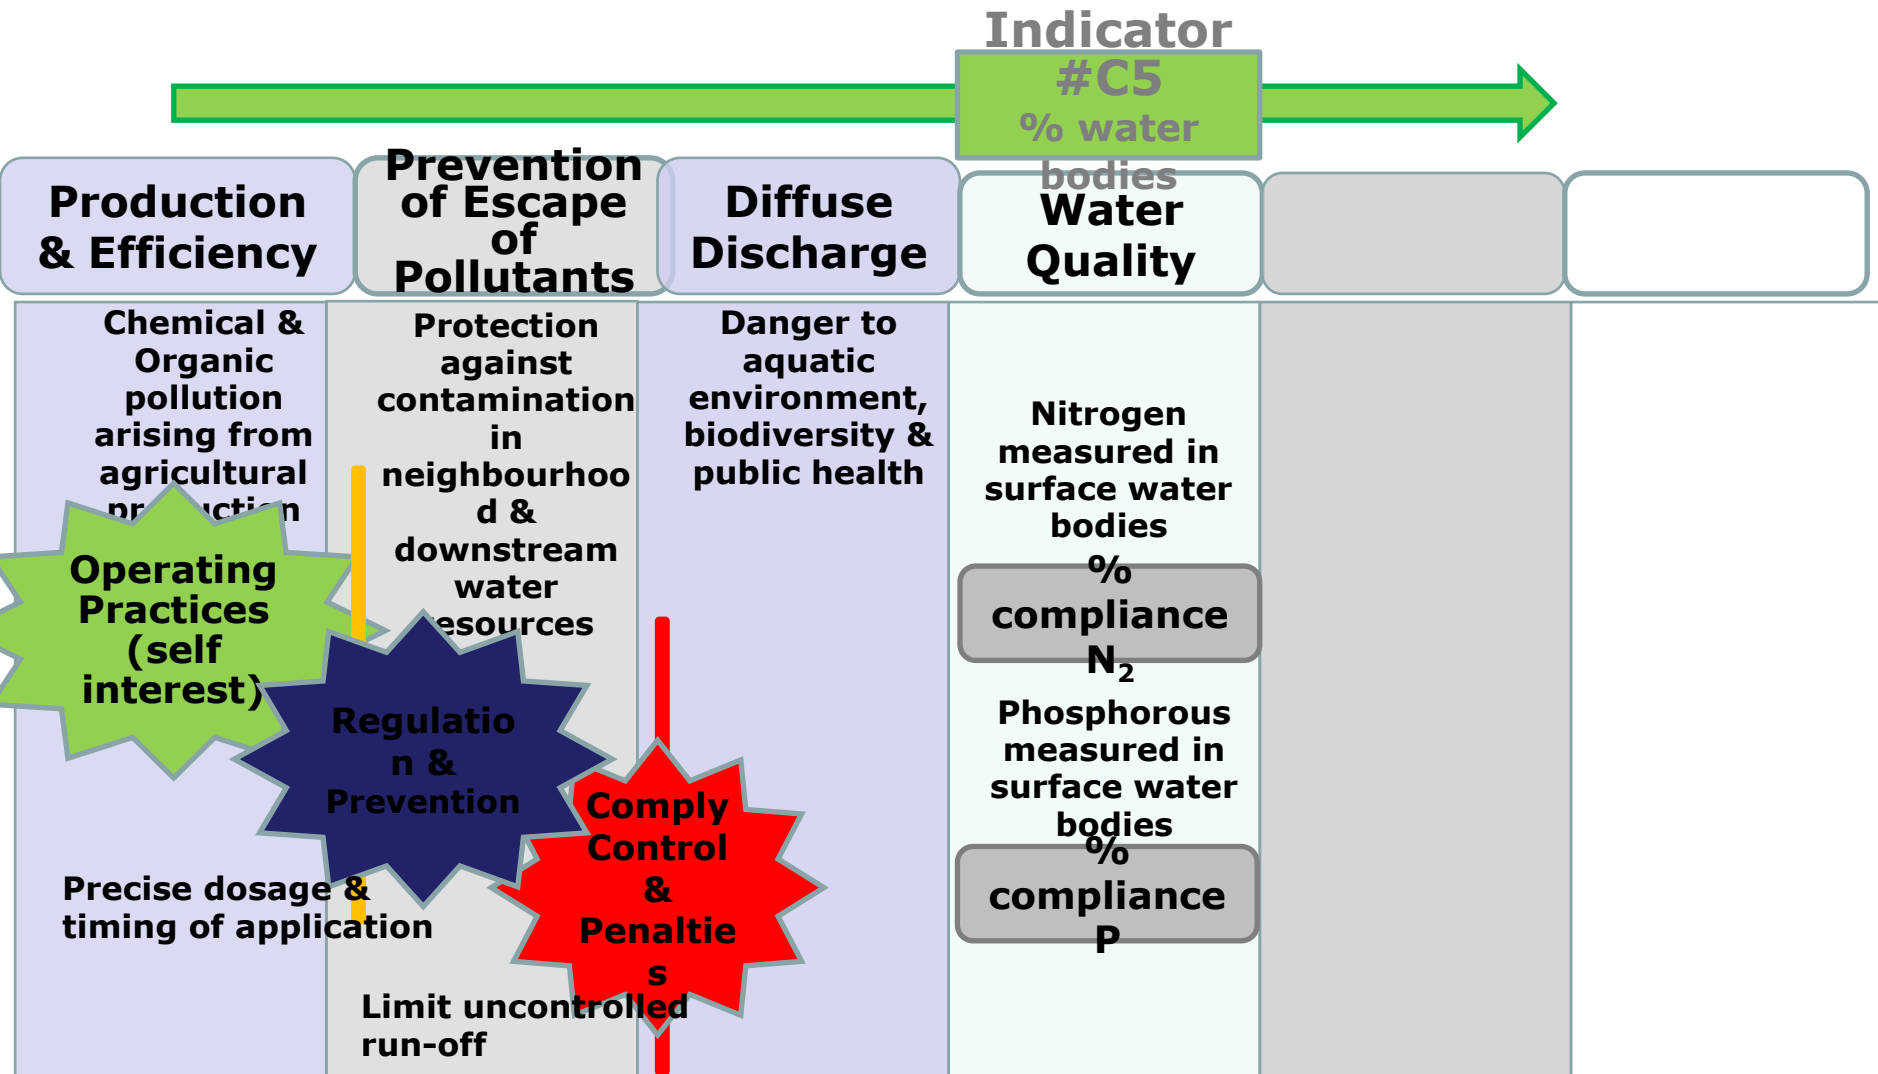 Indicator
#C5
% water
bodies
Production
& Efficiency
Prevention
of Escape
of
Pollutants
Diffuse
Discharge
Water
Quality
Chemical &
Organic
pollution
arising from
agricultural
production
Operating
Practices
(self
interest)
Precise dosage &
timing of application
Protection
against
contamination
in
neighbourhoo
d &
downstream
water
resources
Regulatio
n &
Prevention
Limit uncontrolled
run-off
Danger to
aquatic
environment,
biodiversity &
public health
Comply
Control
&
Penaltie
s
Nitrogen
measured in
surface water
bodies
%
compliance
N₂
Phosphorous
measured in
surface water
bodies
%
compliance
P